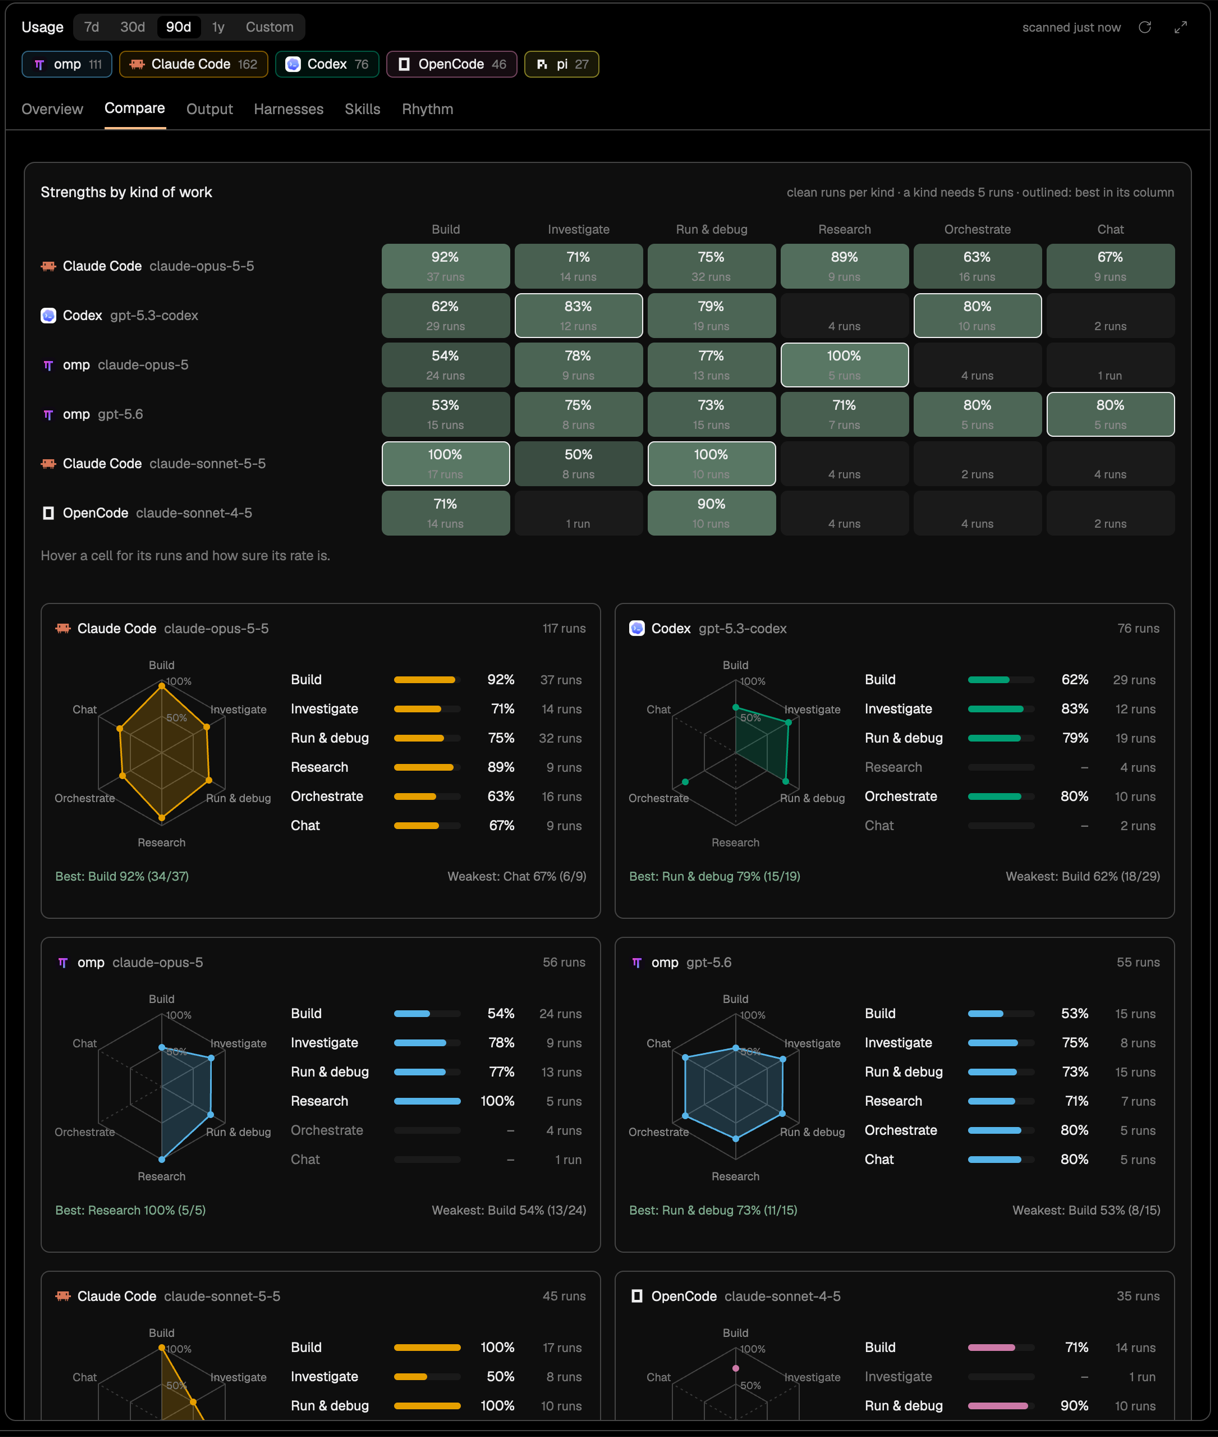 Usage 7d 30d 90d 1y Custom scanned just now
omp 111 Claude Code 162 Codex 76 OpenCode 46 pi 27
Overview Compare Output Harnesses Skills Rhythm
Strengths by kind of work clean runs per kind · a kind needs 5 runs · outlined: best in its column
Build Investigate Run & debug Research Orchestrate Chat
Claude Code claude-opus-5-5 92% 71% 75% 89% 63% 67%
37 runs 14 runs 32 runs 9 runs 16 runs 9 runs
Codex gpt-5.3-codex 62% 83% 79% 80%
29 runs 12 runs 19 runs 4 runs 10 runs 2 runs
omp claude-opus-5 54% 78% 77% 100%
24 runs 9 runs 13 runs 5 runs 4 runs 1 run
omp gpt-5.6 53% 75% 73% 71% 80% 80%
15 runs 8 runs 15 runs 7 runs 5 runs 5 runs
Claude Code claude-sonnet-5-5 100% 50% 100%
17 runs 8 runs 10 runs 4 runs 2 runs 4 runs
OpenCode claude-sonnet-4-5 71% 90%
14 runs 1 run 10 runs 4 runs 4 runs 2 runs
Hover a cell for its runs and how sure its rate is.
Claude Code claude-opus-5-5 117 runs
Build
100%
50%
Chat Investigate
Orchestrate Run & debug
Research
Build 92% 37 runs
Investigate 71% 14 runs
Run & debug 75% 32 runs
Research 89% 9 runs
Orchestrate 63% 16 runs
Chat 67% 9 runs
Best: Build 92% (34/37) Weakest: Chat 67% (6/9)
Codex gpt-5.3-codex 76 runs
Build
100%
50%
Chat Investigate
Orchestrate Run & debug
Research
Build 62% 29 runs
Investigate 83% 12 runs
Run & debug 79% 19 runs
Research – 4 runs
Orchestrate 80% 10 runs
Chat – 2 runs
Best: Run & debug 79% (15/19) Weakest: Build 62% (18/29)
omp claude-opus-5 56 runs
Build
100%
50%
Chat Investigate
Orchestrate Run & debug
Research
Build 54% 24 runs
Investigate 78% 9 runs
Run & debug 77% 13 runs
Research 100% 5 runs
Orchestrate – 4 runs
Chat – 1 run
Best: Research 100% (5/5) Weakest: Build 54% (13/24)
omp gpt-5.6 55 runs
Build
100%
50%
Chat Investigate
Orchestrate Run & debug
Research
Build 53% 15 runs
Investigate 75% 8 runs
Run & debug 73% 15 runs
Research 71% 7 runs
Orchestrate 80% 5 runs
Chat 80% 5 runs
Best: Run & debug 73% (11/15) Weakest: Build 53% (8/15)
Claude Code claude-sonnet-5-5 45 runs
Build
100%
50%
Chat Investigate
Build 100% 17 runs
Investigate 50% 8 runs
Run & debug 100% 10 runs
OpenCode claude-sonnet-4-5 35 runs
Build
100%
50%
Chat Investigate
Build 71% 14 runs
Investigate – 1 run
Run & debug 90% 10 runs